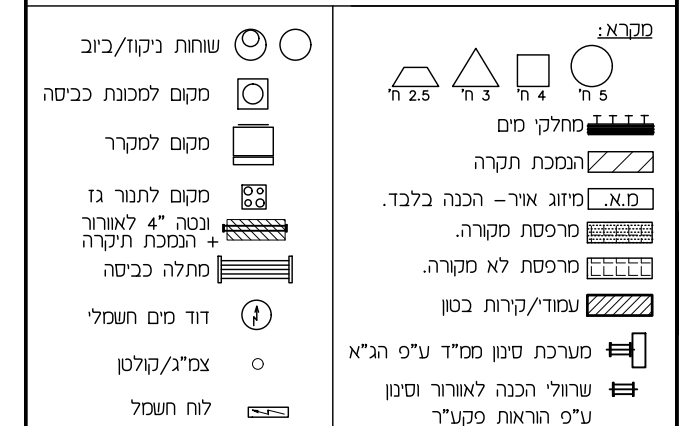 מקרא:
5 ח' 4 ח' 3 ח' 2.5 ח'
מחלקי מים
הנמכת תקרה
מ.א. מיזוג אויר – הכנה בלבד.
מרפסת מקורה.
מרפסת לא מקורה.
עמודי/קירות בטון
מערכת סינון ממ"ד ע"פ הג"א
שרוולי הכנה לאוורור וסינון
ע"פ הוראות פקע"ר
שוחות ניקוז/ביוב
מקום למכונת כביסה
מקום למקרר
מקום לתנור גז
ונטה "4 לאוורור
+ הנמכת תיקרה
מתלה כביסה
דוד מים חשמלי
צמ"ג/קולטן
לוח חשמל